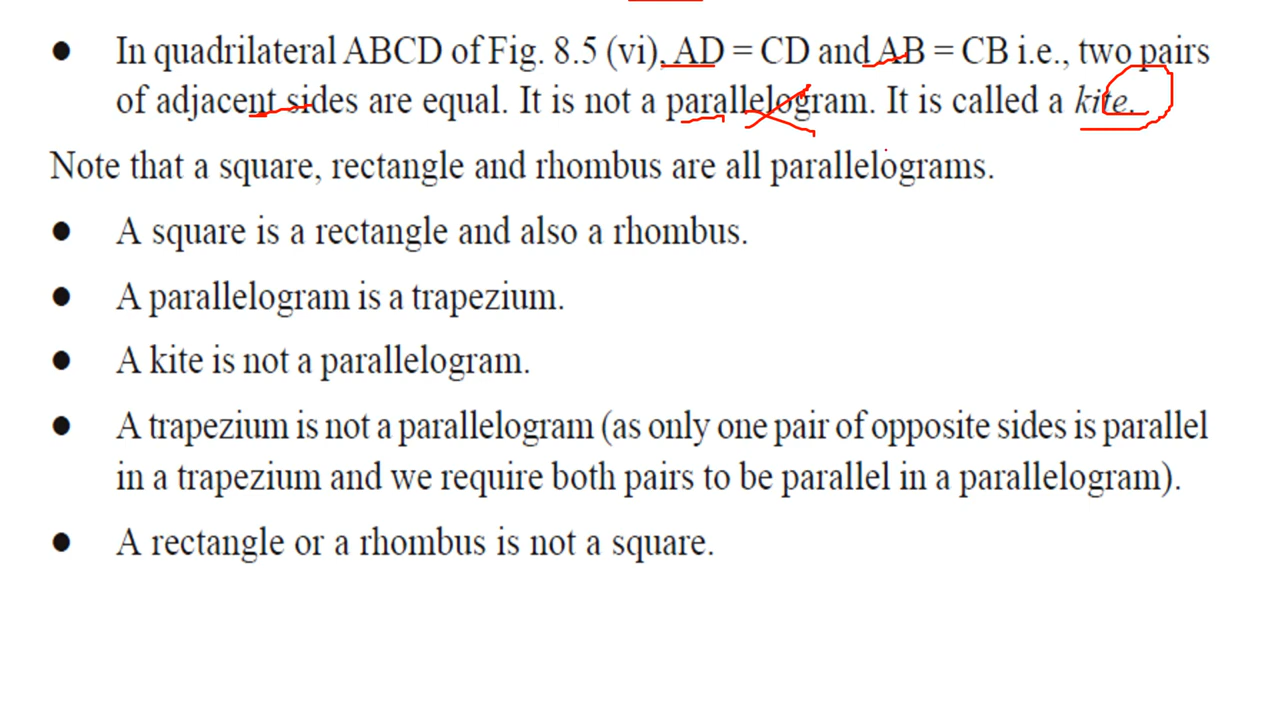 ● In quadrilateral ABCD of Fig. 8.5 (vi), AD = CD and AB = CB i.e., two pairs
of adjacent sides are equal. It is not a parallelogram. It is called a kite.
Note that a square, rectangle and rhombus are all parallelograms.
● A square is a rectangle and also a rhombus.
● A parallelogram is a trapezium.
● A kite is not a parallelogram.
● A trapezium is not a parallelogram (as only one pair of opposite sides is parallel
in a trapezium and we require both pairs to be parallel in a parallelogram).
● A rectangle or a rhombus is not a square.